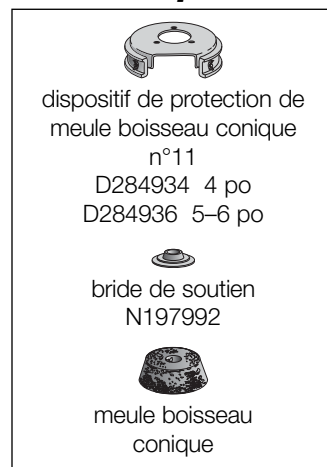 dispositif de protection de
meule boisseau conique
n°11
D284934 4 po
D284936 5–6 po
bride de soutien
N197992
meule boisseau
conique